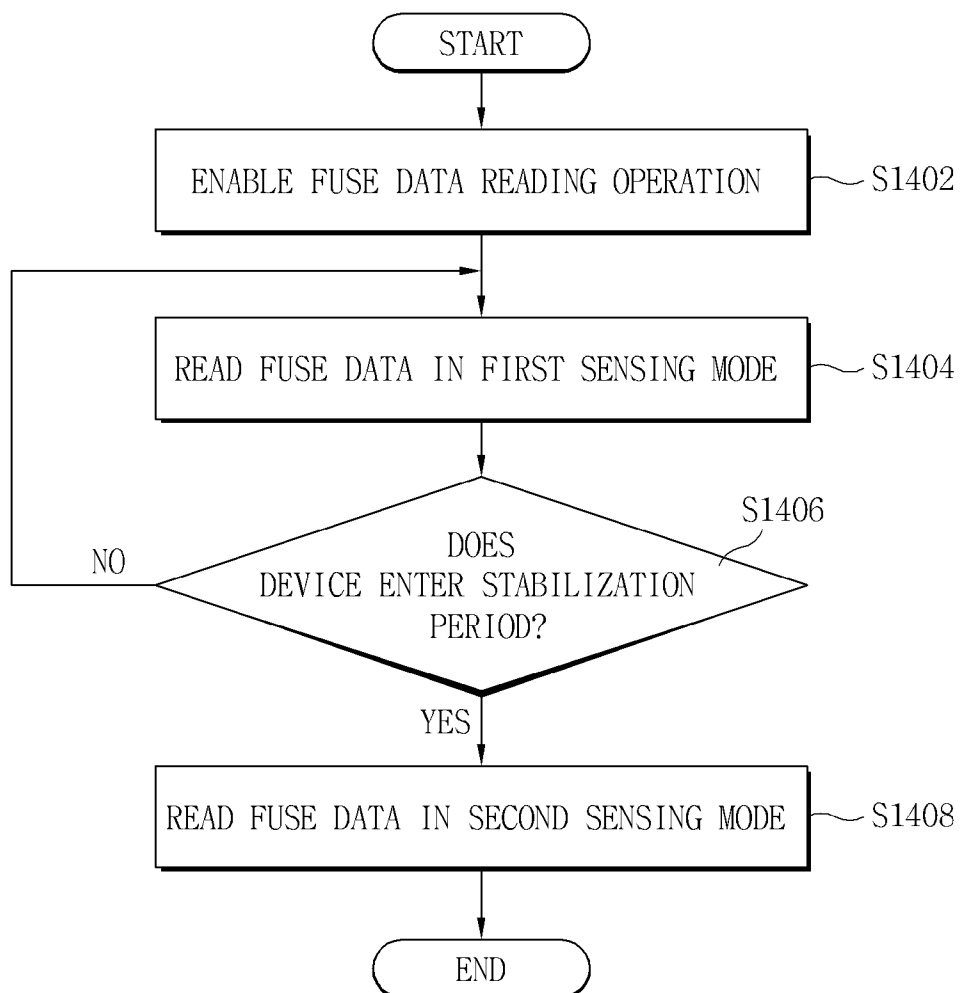 START
ENABLE FUSE DATA READING OPERATION
S1402
READ FUSE DATA IN FIRST SENSING MODE
S1404
S1406
DOES
DEVICE ENTER STABILIZATION
PERIOD?
NO
YES
READ FUSE DATA IN SECOND SENSING MODE
S1408
END